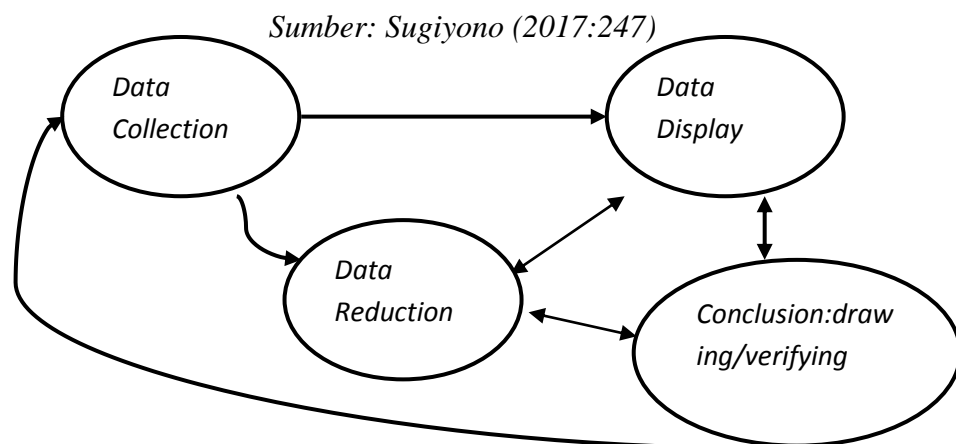 Sumber: Sugiyono (2017:247)
Data
Collection
Data
Display
Data
Reduction
Conclusion:draw
ing/verifying